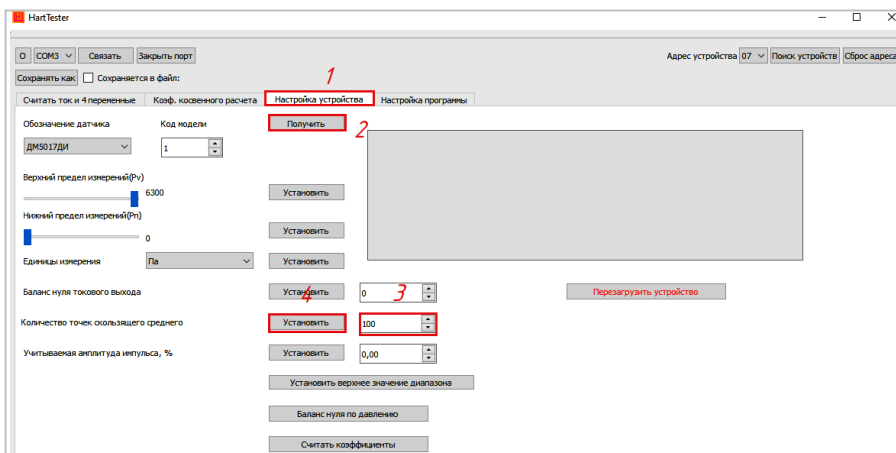 HartTester
О COM3 Связать Закрыть порт Адрес устройства 07 Поиск устройств Сброс адреса
Сохранять как Сохраняется в файл:
1
Считать ток и 4 переменные Коэф. косвенного расчета Настройка устройства Настройка программы
Обозначение датчика Код модели Получить 2
ДМ5017ДИ 1
Верхний предел измерений(Pv)
6300 Установить
Нижний предел измерений(Pn)
0 Установить
Единицы измерения Па Установить
Баланс нуля токового выхода Установить 4 0 3 Перезагрузить устройство
Количество точек скользящего среднего Установить 100
Учитываемая амплитуда импульса, % Установить 0,00
Установить верхнее значение диапазона
Баланс нуля по давлению
Считать коэффициенты